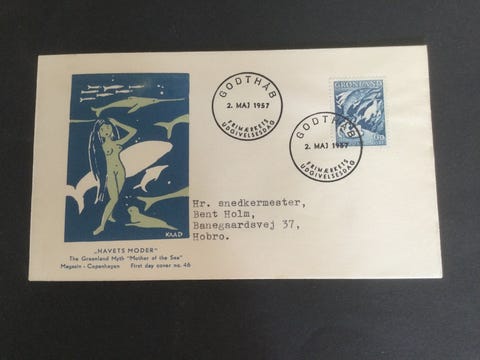 GODTHÅB
2. MAJ 1957
FRIMÆRKETS
UDGIVELSESDAG
GRØNLAND
60
GODTHÅB
2. MAJ 1957
FRIMÆRKETS
UDGIVELSESDAG
KAAD
Hr. snedkermester,
Bent Holm,
Banegaardsvej 37,
Hobro.
„HAVETS MODER"
The Greenland Myth "Mother of the Sea"
Magasin - Copenhagen First day cover no. 46